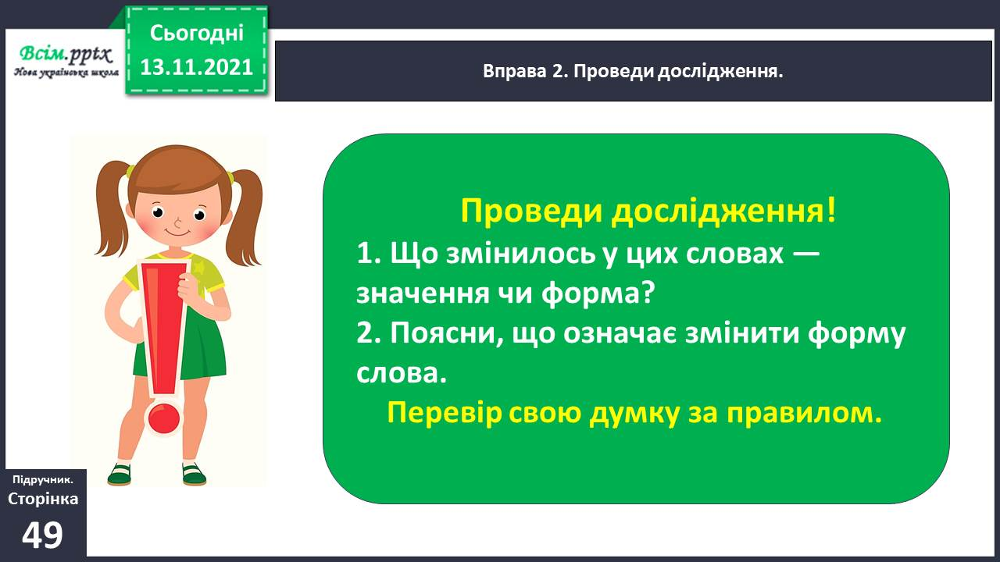 Всім.pptx
Нова українська школа
Сьогодні
13.11.2021
Вправа 2. Проведи дослідження.
Проведи дослідження!
1. Що змінилось у цих словах —
значення чи форма?
2. Поясни, що означає змінити форму
слова.
Перевір свою думку за правилом.
Підручник.
Сторінка
49